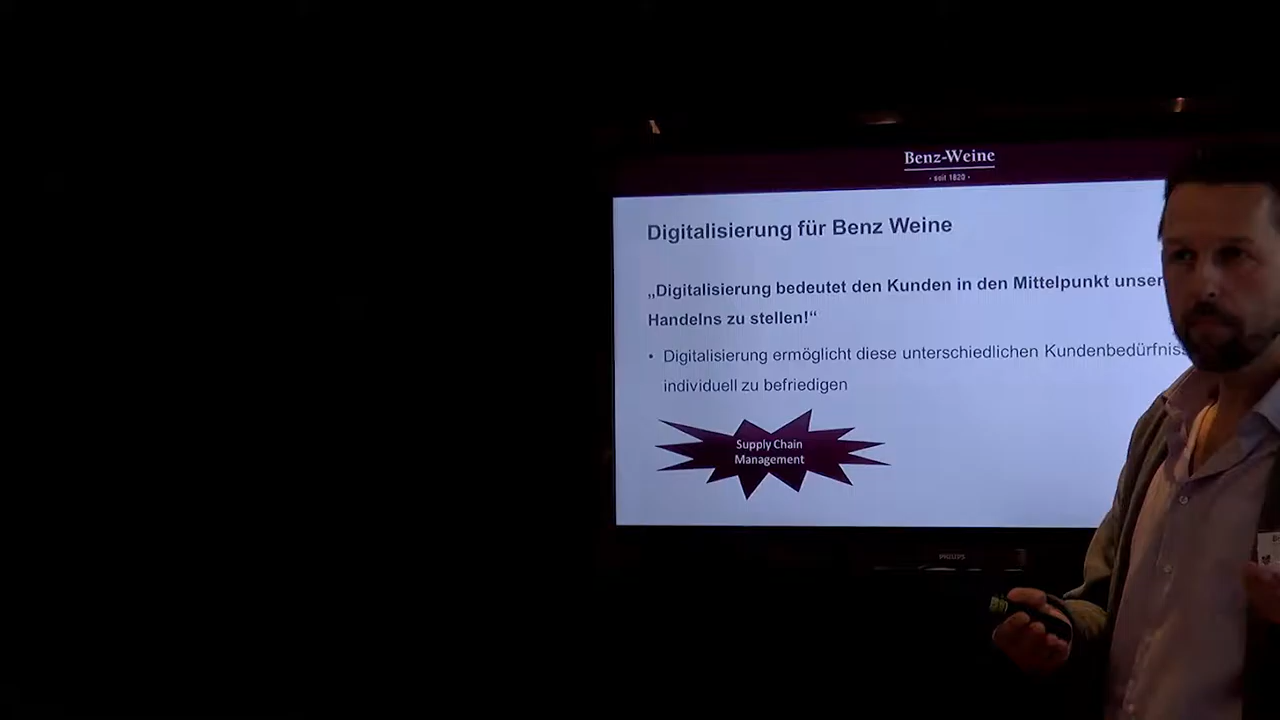 Benz-Weine
• seit 1820 •
Digitalisierung für Benz Weine
„Digitalisierung bedeutet den Kunden in den Mittelpunkt unser
Handelns zu stellen!“
• Digitalisierung ermöglicht diese unterschiedlichen Kundenbedürfnis
individuell zu befriedigen
Supply Chain
Management
PHILIPS